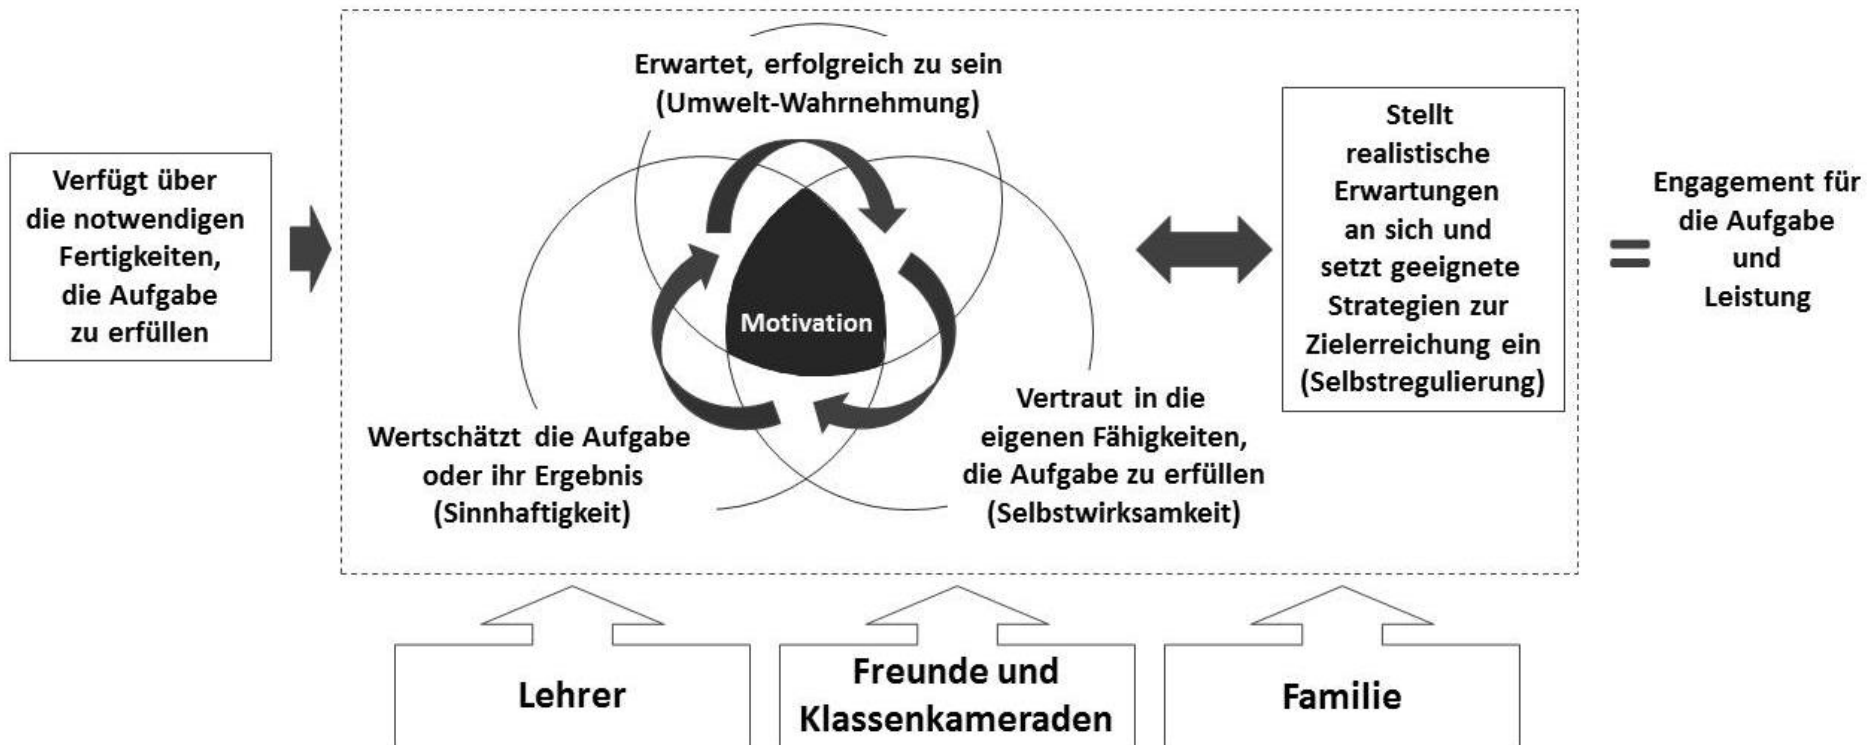 Verfügt über
die notwendigen
Fertigkeiten,
die Aufgabe
zu erfüllen
Erwartet, erfolgreich zu sein
(Umwelt-Wahrnehmung)
Motivation
Wertschätzt die Aufgabe
oder ihr Ergebnis
(Sinnhaftigkeit)
Vertraut in die
eigenen Fähigkeiten,
die Aufgabe zu erfüllen
(Selbstwirksamkeit)
Stellt
realistische
Erwartungen
an sich und
setzt geeignete
Strategien zur
Zielerreichung ein
(Selbstregulierung)
=
Engagement für
die Aufgabe
und
Leistung
Lehrer
Freunde und
Klassenkameraden
Familie